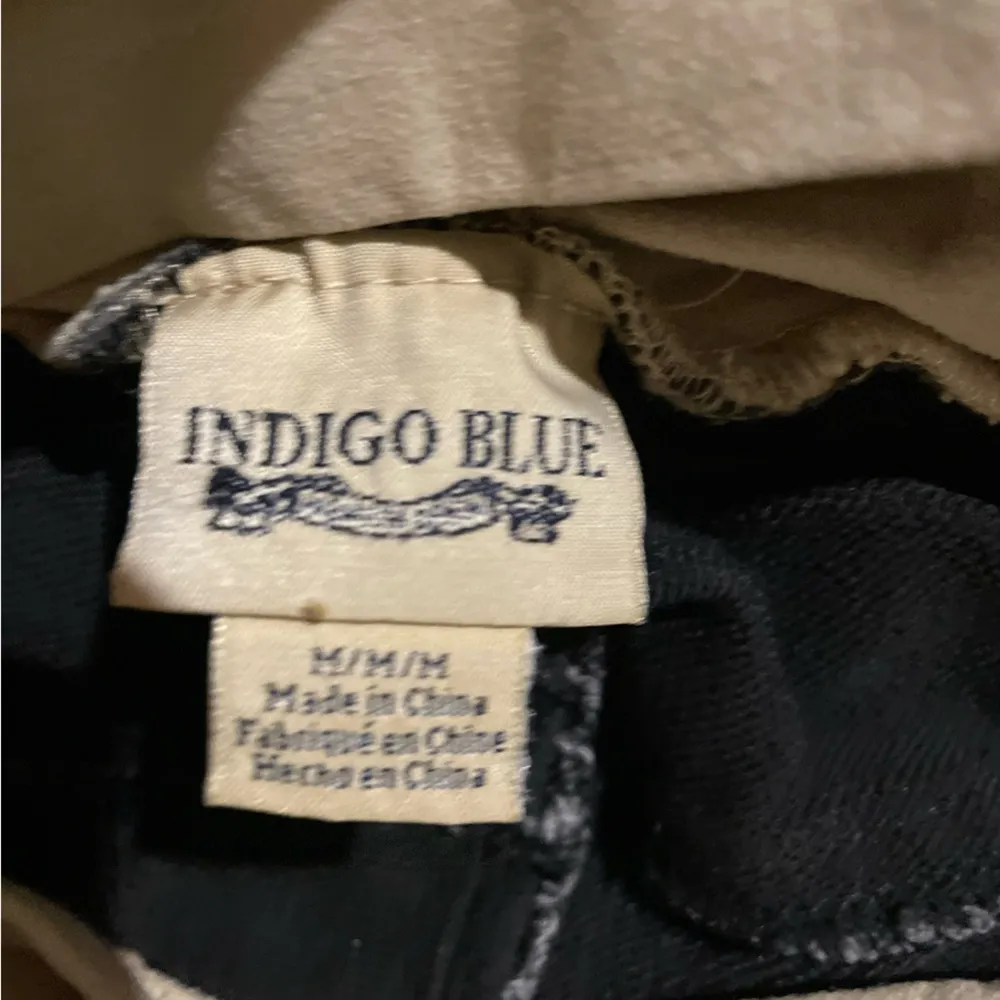 INDIGO BLUE
M/M/M
Made in China
Fabriqué en Chine
Hecho en China